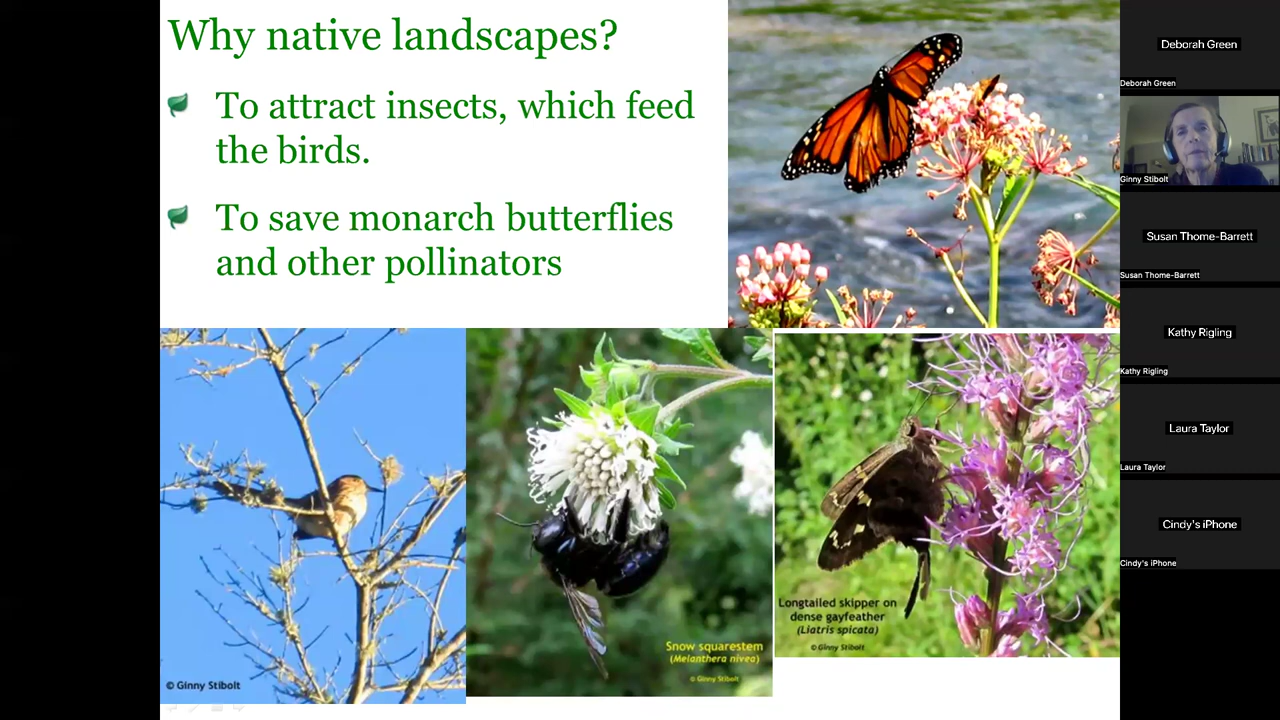 Why native landscapes?
To attract insects, which feed
the birds.
To save monarch butterflies
and other pollinators
© Ginny Stibolt
Snow squarestem
(Melanthera nivea)
© Ginny Stibolt
Longtailed skipper on
dense gayfeather
(Liatris spicata)
© Ginny Stibolt
Deborah Green
Deborah Green
Ginny Stibolt
Susan Thome-Barrett
Susan Thome-Barrett
Kathy Rigling
Kathy Rigling
Laura Taylor
Laura Taylor
Cindy's iPhone
Cindy's iPhone